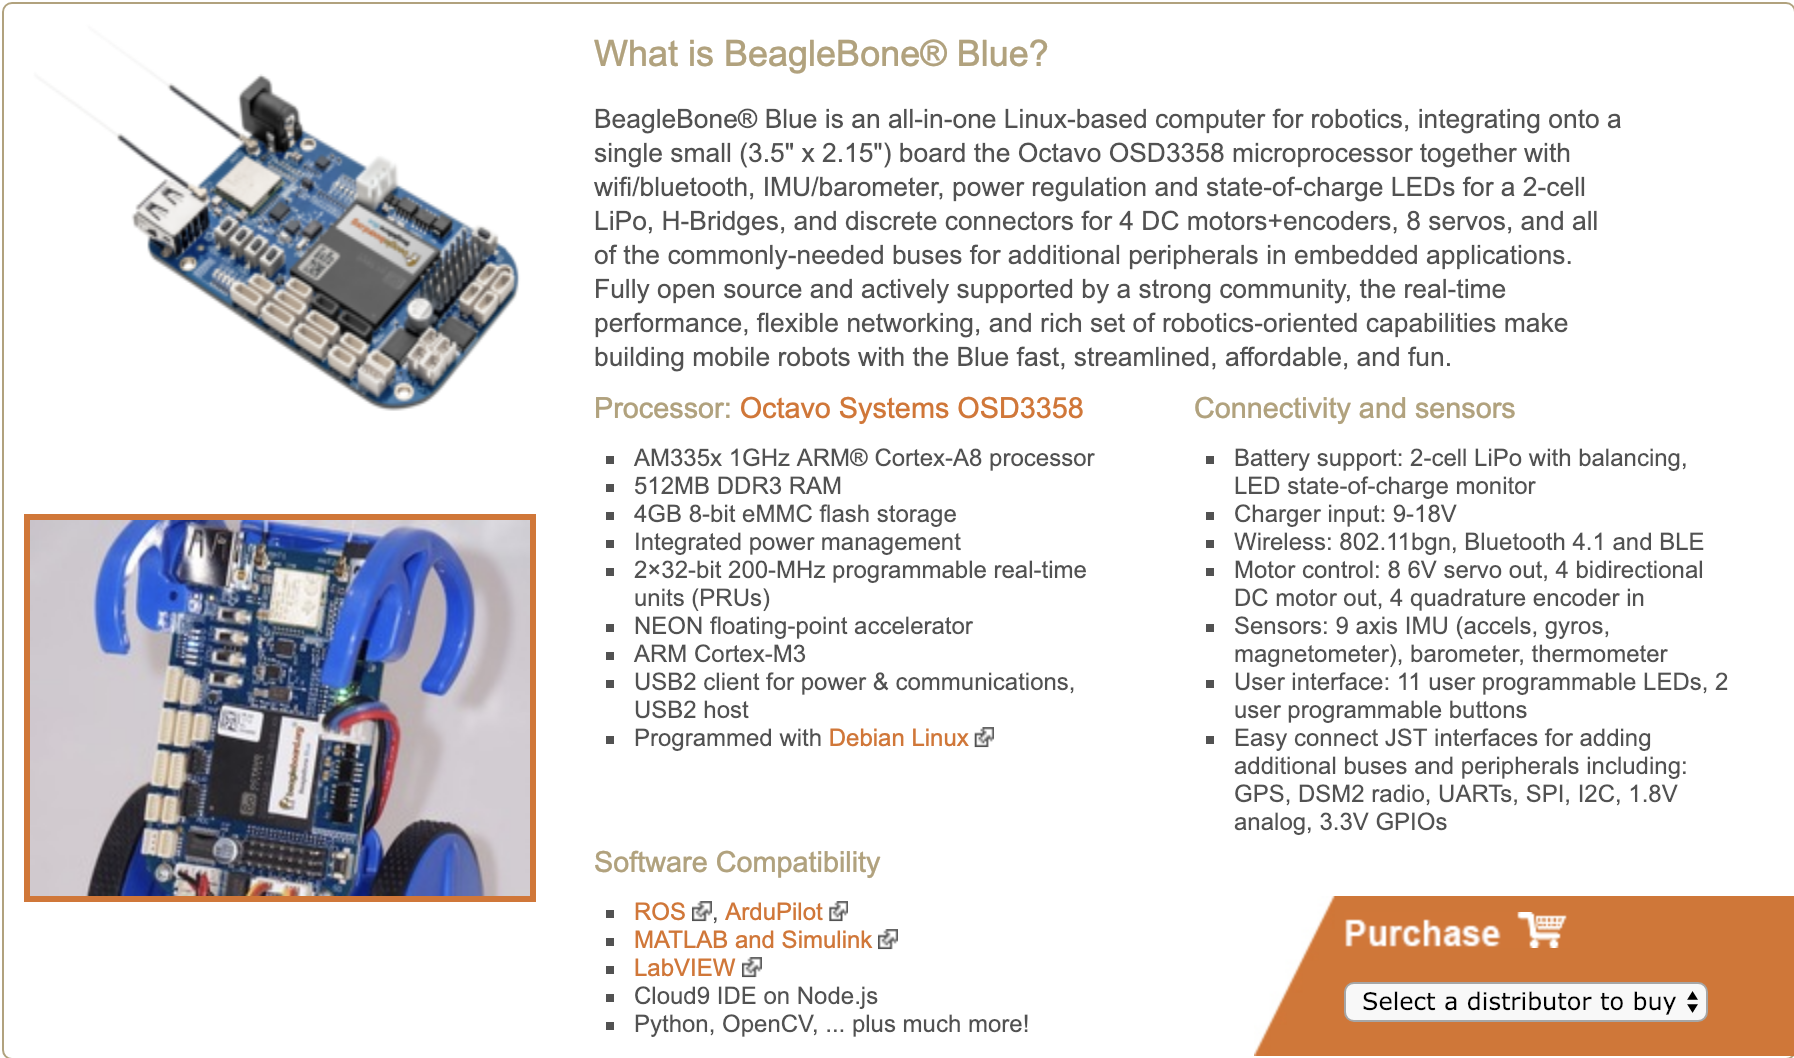 What is BeagleBone® Blue?
BeagleBone® Blue is an all-in-one Linux-based computer for robotics, integrating onto a
single small (3.5" x 2.15") board the Octavo OSD3358 microprocessor together with
wifi/bluetooth, IMU/barometer, power regulation and state-of-charge LEDs for a 2-cell
LiPo, H-Bridges, and discrete connectors for 4 DC motors+encoders, 8 servos, and all
of the commonly-needed buses for additional peripherals in embedded applications.
Fully open source and actively supported by a strong community, the real-time
performance, flexible networking, and rich set of robotics-oriented capabilities make
building mobile robots with the Blue fast, streamlined, affordable, and fun.
Processor: Octavo Systems OSD3358
AM335x 1GHz ARM® Cortex-A8 processor
512MB DDR3 RAM
4GB 8-bit eMMC flash storage
Integrated power management
2×32-bit 200-MHz programmable real-time
units (PRUs)
NEON floating-point accelerator
ARM Cortex-M3
USB2 client for power & communications,
USB2 host
Programmed with Debian Linux
Connectivity and sensors
Battery support: 2-cell LiPo with balancing,
LED state-of-charge monitor
Charger input: 9-18V
Wireless: 802.11bgn, Bluetooth 4.1 and BLE
Motor control: 8 6V servo out, 4 bidirectional
DC motor out, 4 quadrature encoder in
Sensors: 9 axis IMU (accels, gyros,
magnetometer), barometer, thermometer
User interface: 11 user programmable LEDs, 2
user programmable buttons
Easy connect JST interfaces for adding
additional buses and peripherals including:
GPS, DSM2 radio, UARTs, SPI, I2C, 1.8V
analog, 3.3V GPIOs
Software Compatibility
ROS, ArduPilot
MATLAB and Simulink
LabVIEW
Cloud9 IDE on Node.js
Python, OpenCV, ... plus much more!
Purchase
Select a distributor to buy
beagleboard.org